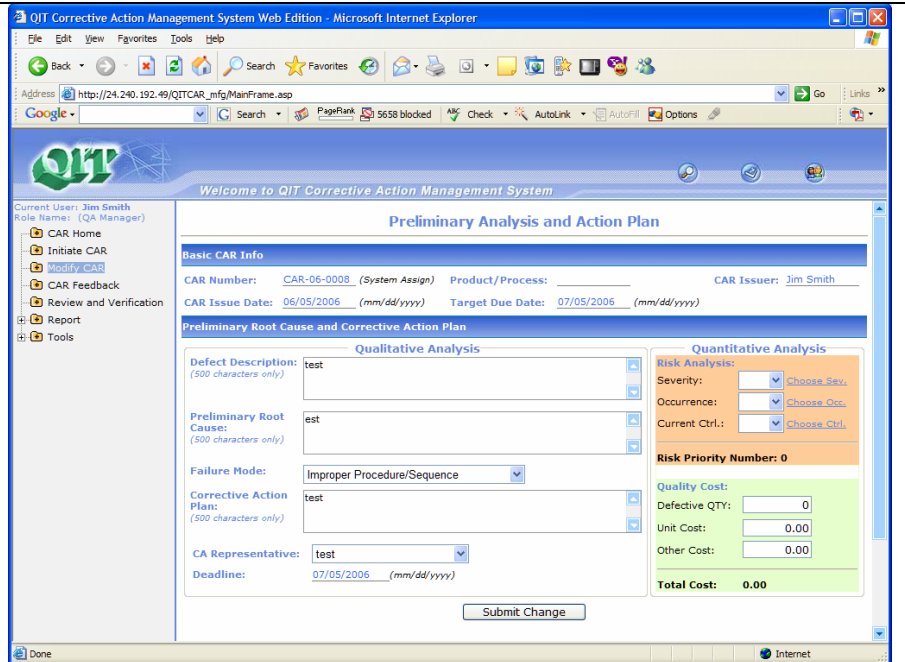 QIT Corrective Action Management System Web Edition - Microsoft Internet Explorer
File Edit View Favorites Tools Help
Back Search Favorites
Address http://24.240.192.49/QITCAR_mfg/MainFrame.asp Go Links »
Google - Search PageRank 5658 blocked ABC Check AutoLink AutoFill Options
QIT
Welcome to QIT Corrective Action Management System
Current User: Jim Smith
Role Name: (QA Manager)
CAR Home
Initiate CAR
Modify CAR
CAR Feedback
Review and Verification
Report
Tools
Preliminary Analysis and Action Plan
Basic CAR Info
CAR Number: CAR-06-0008 (System Assign) Product/Process: CAR Issuer: Jim Smith
CAR Issue Date: 06/05/2006 (mm/dd/yyyy) Target Due Date: 07/05/2006 (mm/dd/yyyy)
Preliminary Root Cause and Corrective Action Plan
Qualitative Analysis
Defect Description: test
(500 characters only)
Preliminary Root Cause: est
(500 characters only)
Failure Mode: Improper Procedure/Sequence
Corrective Action Plan: test
(500 characters only)
CA Representative: test
Deadline: 07/05/2006 (mm/dd/yyyy)
Quantitative Analysis
Risk Analysis:
Severity: Choose Sev.
Occurrence: Choose Occ.
Current Ctrl.: Choose Ctrl.
Risk Priority Number: 0
Quality Cost:
Defective QTY: 0
Unit Cost: 0.00
Other Cost: 0.00
Total Cost: 0.00
Submit Change
Done Internet